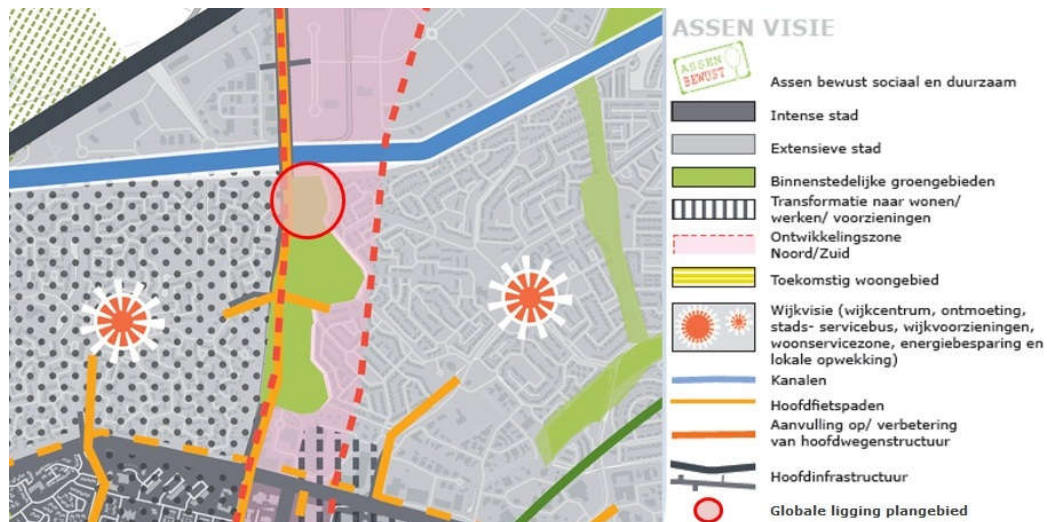 ASSEN VISIE
ASSEN
BEWUST
Assen bewust sociaal en duurzaam
Intense stad
Extensieve stad
Binnenstedelijke groengebieden
Transformatie naar wonen/
werken/ voorzieningen
Ontwikkelingszone
Noord/Zuid
Toekomstig woongebied
Wijkvisie (wijkcentrum, ontmoeting,
stads- servicebus, wijkvoorzieningen,
woonservicezone, energiebesparing en
lokale opwekking)
Kanalen
Hoofdfietspaden
Aanvulling op/ verbetering
van hoofdwegenstructuur
Hoofdinfrastructuur
Globale ligging plangebied